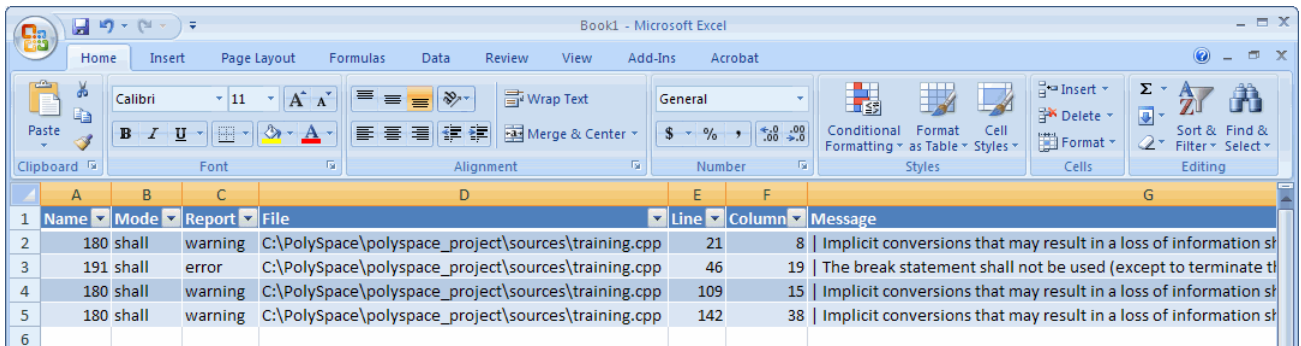 Book1 - Microsoft Excel
Home Insert Page Layout Formulas Data Review View Add-Ins Acrobat
Calibri 11 A A Wrap Text General Insert Σ
Paste B I U A Merge & Center $ % , .0 .00 .00 .0 Conditional Formatting Format as Table Cell Styles Delete Format Sort & Filter Find & Select
Clipboard Font Alignment Number Styles Cells Editing
A B C D E F G
1 Name Mode Report File Line Column Message
2 180 shall warning C:\PolySpace\polyspace_project\sources\training.cpp 21 8 | Implicit conversions that may result in a loss of information sh
3 191 shall error C:\PolySpace\polyspace_project\sources\training.cpp 46 19 | The break statement shall not be used (except to terminate th
4 180 shall warning C:\PolySpace\polyspace_project\sources\training.cpp 109 15 | Implicit conversions that may result in a loss of information sh
5 180 shall warning C:\PolySpace\polyspace_project\sources\training.cpp 142 38 | Implicit conversions that may result in a loss of information sh
6